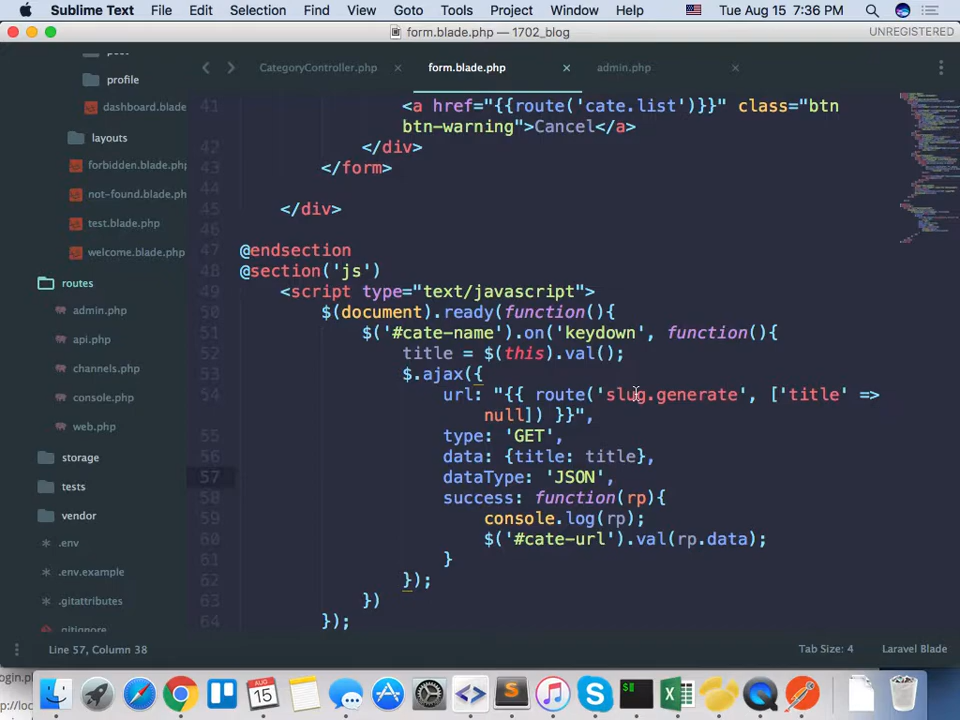 Sublime Text File Edit Selection Find View Goto Tools Project Window Help Tue Aug 15 7:36 PM
form.blade.php — 1702_blog UNREGISTERED
CategoryController.php × form.blade.php × admin.php ×
profile
dashboard.blade
layouts
forbidden.blade.php
not-found.blade.php
test.blade.php
welcome.blade.php
routes
admin.php
api.php
channels.php
console.php
web.php
storage
tests
vendor
.env
.env.example
.gitattributes
.gitignore
41 <a href="{{route('cate.list')}}" class="btn
btn-warning">Cancel</a>
42 </div>
43 </form>
44
45 </div>
46
47 @endsection
48 @section('js')
49 <script type="text/javascript">
50 $(document).ready(function(){
51 $('#cate-name').on('keydown', function(){
52 title = $(this).val();
53 $.ajax({
54 url: "{{ route('slug.generate', ['title' =>
null]) }}",
55 type: 'GET',
56 data: {title: title},
57 dataType: 'JSON',
58 success: function(rp){
59 console.log(rp);
60 $('#cate-url').val(rp.data);
61 }
62 });
63 })
64 });
Line 57, Column 38 Tab Size: 4 Laravel Blade
ogin.php
p://loc
AUG
15